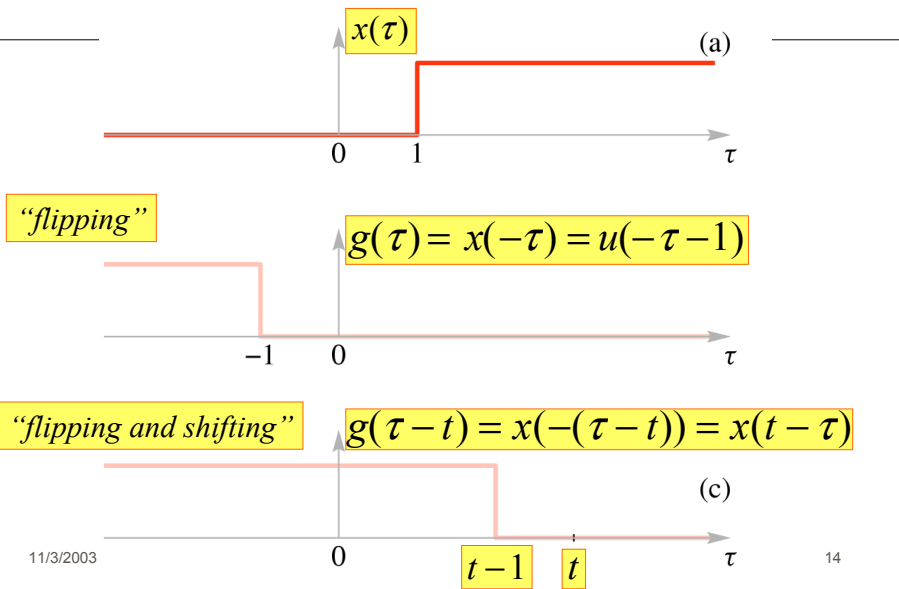 x(τ)
(a)
0 1 τ
“flipping”
g(τ) = x(−τ) = u(−τ −1)
−1 0 τ
“flipping and shifting”
g(τ − t) = x(−(τ − t)) = x(t − τ)
(c)
11/3/2003 0 t −1 t τ 14